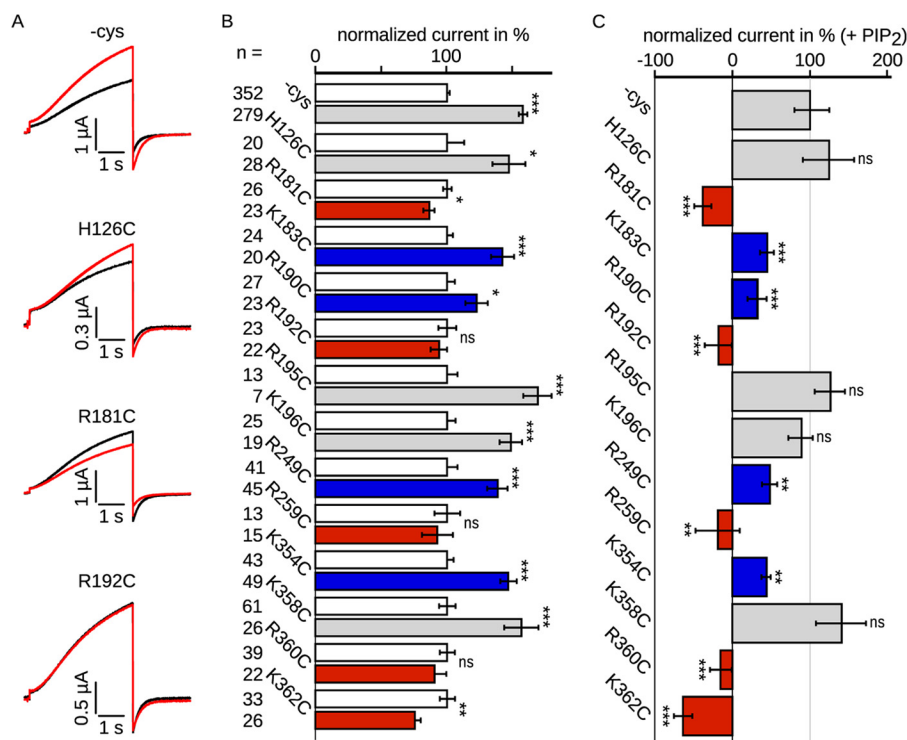 A
-cys
1 µA
1 s
H126C
0.3 µA
1 s
R181C
1 µA
1 s
R192C
0.5 µA
1 s
B
normalized current in %
n =
0
100
352
-cys
279
***
20
H126C
28
*
26
R181C
23
*
24
K183C
20
***
27
R190C
23
*
23
R192C
22
ns
13
R195C
7
***
25
K196C
19
***
41
R249C
45
***
13
R259C
15
ns
43
K354C
49
***
61
K358C
26
***
39
R360C
22
ns
33
K362C
26
**
C
normalized current in % (+ PIP2)
-100
0
100
200
-cys
H126C
ns
R181C
***
K183C
***
R190C
***
R192C
***
R195C
ns
K196C
ns
R249C
**
R259C
**
K354C
**
K358C
ns
R360C
***
K362C
***